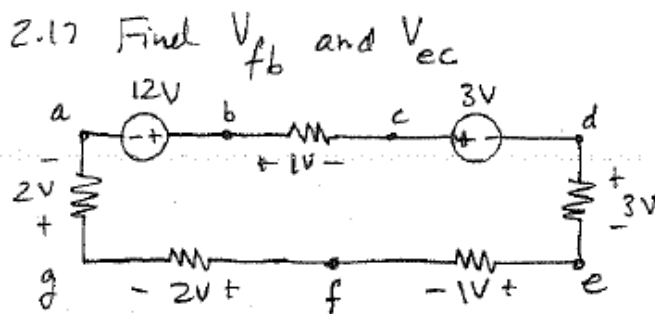 2.17 Find V_fb and V_ec
12V
3V
a
b
c
d
- +
+ -
+ 1V -
-
2V
+
+
3V
-
g
- 2V +
f
- 1V +
e